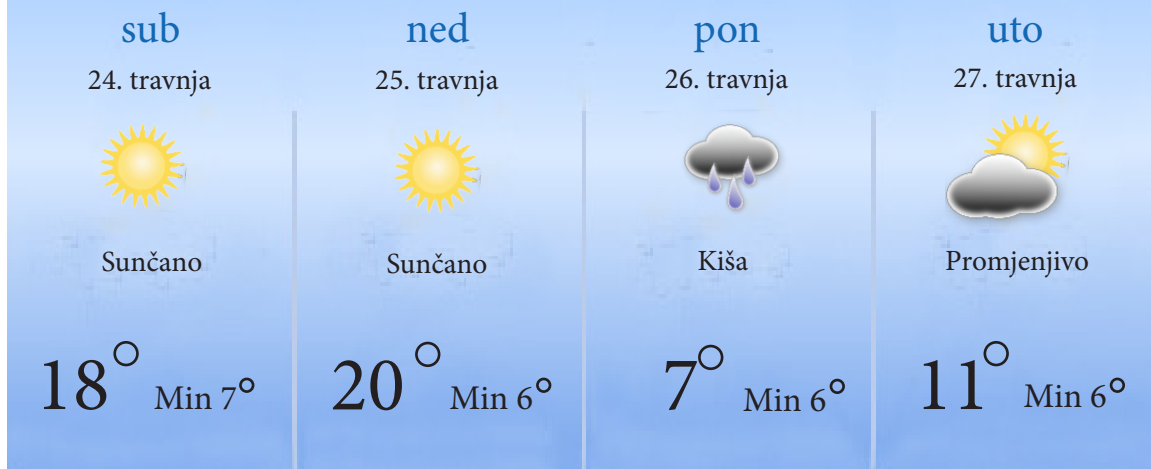 sub
24. travnja
Sunčano
18° Min 7°
ned
25. travnja
Sunčano
20° Min 6°
pon
26. travnja
Kiša
7° Min 6°
uto
27. travnja
Promjenjivo
11° Min 6°